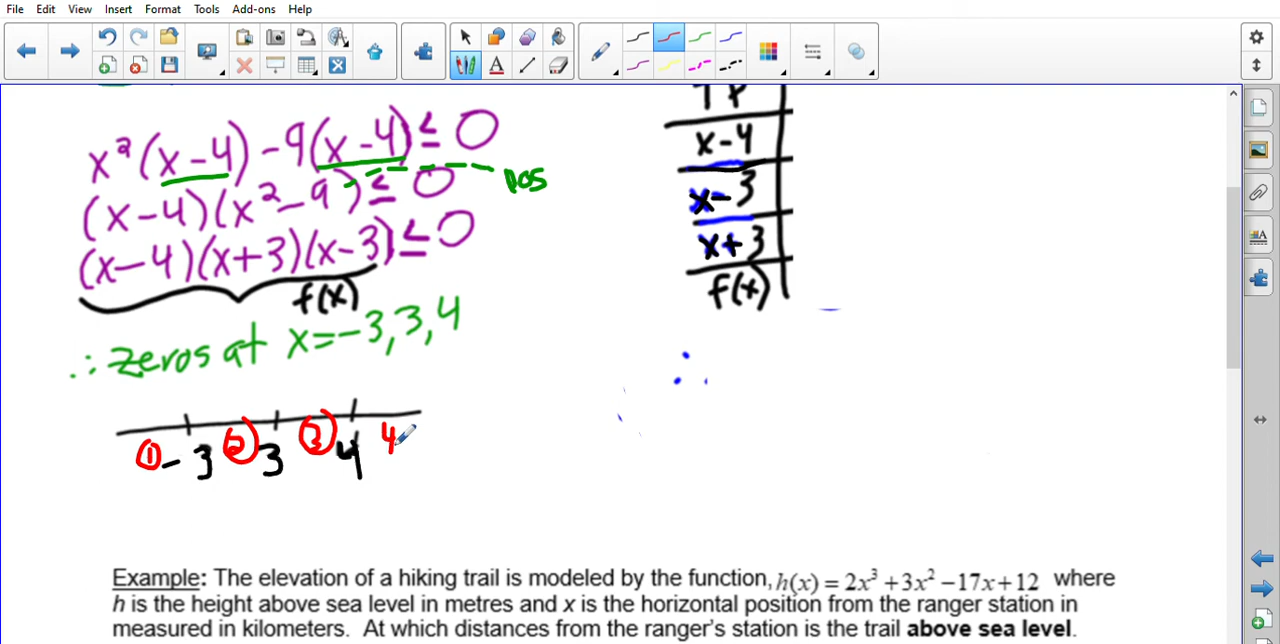 File Edit View Insert Format Tools Add-ons Help
x²(x-4) -9(x-4) ≤ 0
pos
(x-4)(x²-9) ≤ 0
(x-4)(x+3)(x-3) ≤ 0
f(x)
∴ zeros at x=-3,3,4
① -3 ② 3 ③ 4 4
x-4
x-3
x+3
f(x)
∴
Example: The elevation of a hiking trail is modeled by the function, h(x) = 2x³ +3x² −17x+12 where
h is the height above sea level in metres and x is the horizontal position from the ranger station in
measured in kilometers. At which distances from the ranger's station is the trail above sea level.